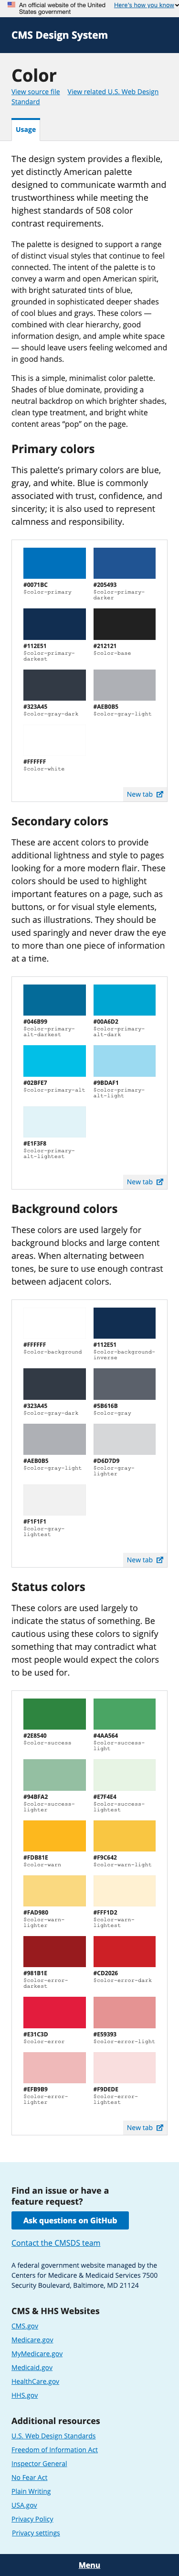 An official website of the United
States government
Here's how you know
CMS Design System
Color
View source file View related U.S. Web Design
Standard
Usage
The design system provides a flexible,
yet distinctly American palette
designed to communicate warmth and
trustworthiness while meeting the
highest standards of 508 color
contrast requirements.
The palette is designed to support a range
of distinct visual styles that continue to feel
connected. The intent of the palette is to
convey a warm and open American spirit,
with bright saturated tints of blue,
grounded in sophisticated deeper shades
of cool blues and grays. These colors —
combined with clear hierarchy, good
information design, and ample white space
— should leave users feeling welcomed and
in good hands.
This is a simple, minimalist color palette.
Shades of blue dominate, providing a
neutral backdrop on which brighter shades,
clean type treatment, and bright white
content areas “pop” on the page.
Primary colors
This palette’s primary colors are blue,
gray, and white. Blue is commonly
associated with trust, confidence, and
sincerity; it is also used to represent
calmness and responsibility.
#0071BC
$color-primary
#205493
$color-primary-
darker
#112E51
$color-primary-
darkest
#212121
$color-base
#323A45
$color-gray-dark
#AEB0B5
$color-gray-light
#FFFFFF
$color-white
New tab
Secondary colors
These are accent colors to provide
additional lightness and style to pages
looking for a more modern flair. These
colors should be used to highlight
important features on a page, such as
buttons, or for visual style elements,
such as illustrations. They should be
used sparingly and never draw the eye
to more than one piece of information
at a time.
#046B99
$color-primary-
alt-darkest
#00A6D2
$color-primary-
alt-dark
#02BFE7
$color-primary-alt
#9BDAF1
$color-primary-
alt-light
#E1F3F8
$color-primary-
alt-lightest
New tab
Background colors
These colors are used largely for
background blocks and large content
areas. When alternating between
tones, be sure to use enough contrast
between adjacent colors.
#FFFFFF
$color-background
#112E51
$color-background-
inverse
#323A45
$color-gray-dark
#5B616B
$color-gray
#AEB0B5
$color-gray-light
#D6D7D9
$color-gray-
lighter
#F1F1F1
$color-gray-
lightest
New tab
Status colors
These colors are used largely to
indicate the status of something. Be
cautious using these colors to signify
something that may contradict what
most people would expect the colors
to be used for.
#2E8540
$color-success
#4AA564
$color-success-
light
#94BFA2
$color-success-
lighter
#E7F4E4
$color-success-
lightest
#FDB81E
$color-warn
#F9C642
$color-warn-light
#FAD980
$color-warn-
lighter
#FFF1D2
$color-warn-
lightest
#981B1E
$color-error-
darkest
#CD2026
$color-error-dark
#E31C3D
$color-error
#E59393
$color-error-light
#EFB9B9
$color-error-
lighter
#F9DEDE
$color-error-
lightest
New tab
Find an issue or have a
feature request?
Ask questions on GitHub
Contact the CMSDS team
A federal government website managed by the
Centers for Medicare & Medicaid Services 7500
Security Boulevard, Baltimore, MD 21124
CMS & HHS Websites
CMS.gov
Medicare.gov
MyMedicare.gov
Medicaid.gov
HealthCare.gov
HHS.gov
Additional resources
U.S. Web Design Standards
Freedom of Information Act
Inspector General
No Fear Act
Plain Writing
USA.gov
Privacy Policy
Privacy settings
Menu